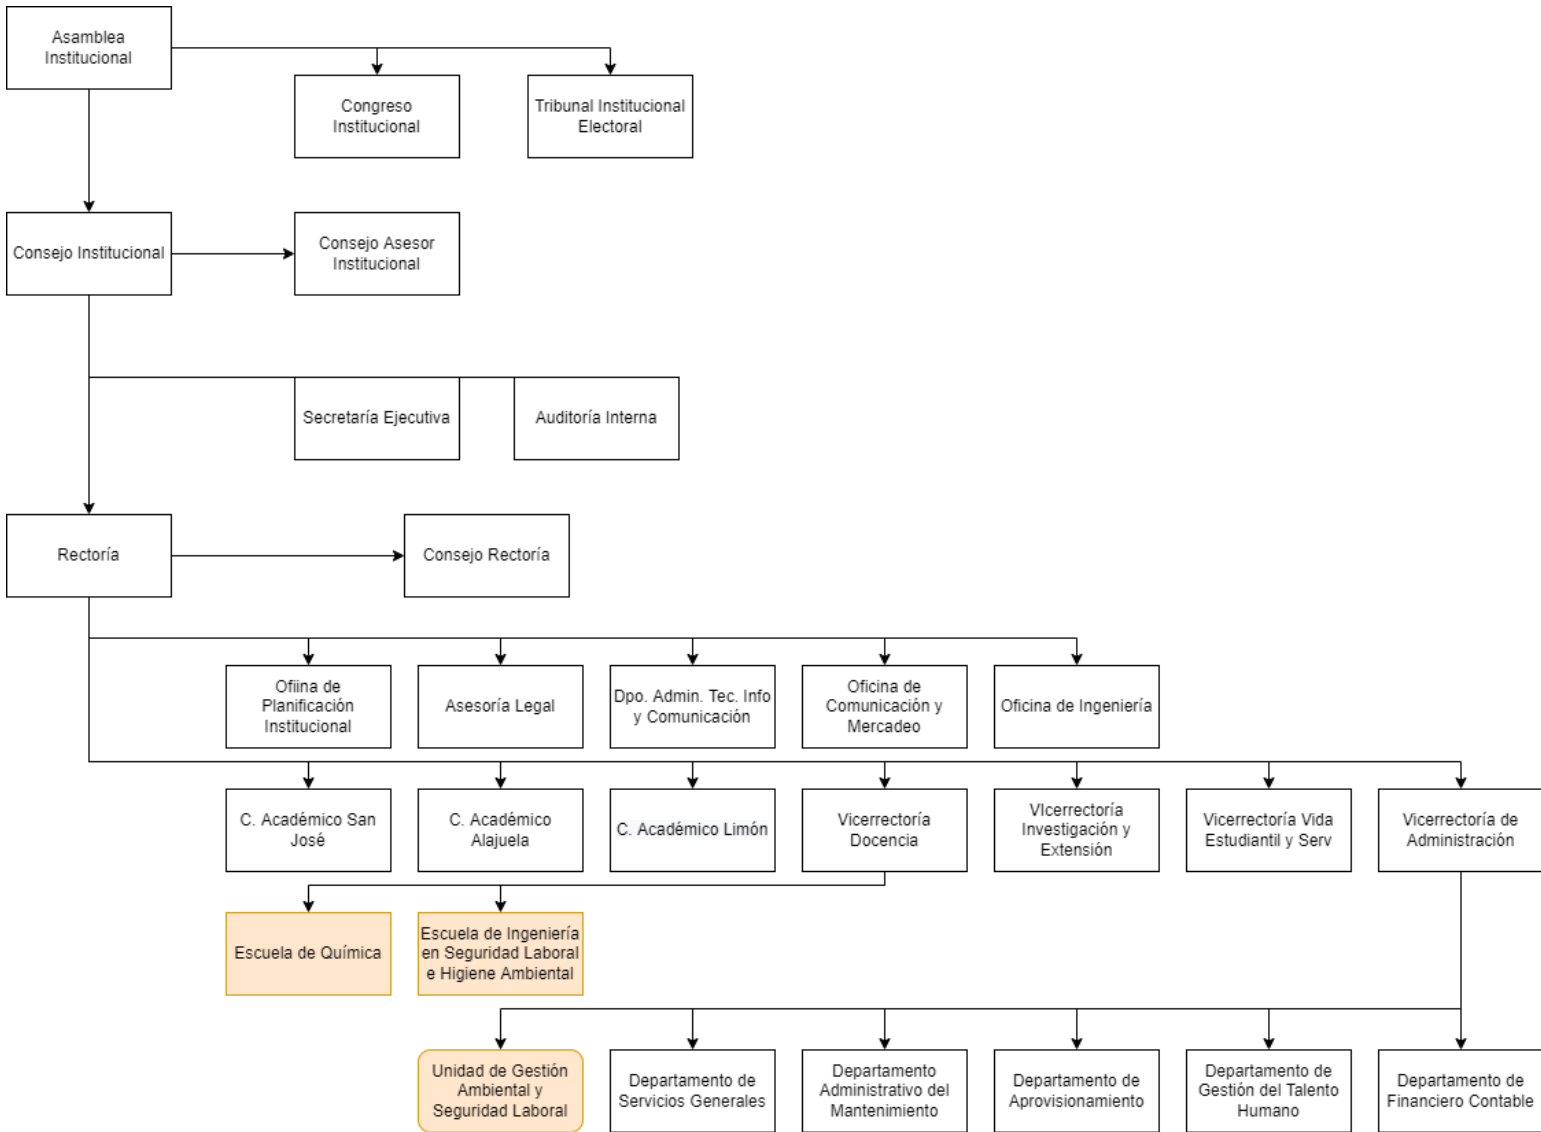 Asamblea
Institucional
Congreso
Institucional
Tribunal Institucional
Electoral
Consejo Institucional
Consejo Asesor
Institucional
Secretaría Ejecutiva
Auditoría Interna
Rectoría
Consejo Rectoría
Ofiina de
Planificación
Institucional
Asesoría Legal
Dpo. Admin. Tec. Info
y Comunicación
Oficina de
Comunicación y
Mercadeo
Oficina de Ingeniería
C. Académico San
José
C. Académico
Alajuela
C. Académico Limón
Vicerrectoría
Docencia
VIcerrectoría
Investigación y
Extensión
Vicerrectoría Vida
Estudiantil y Serv
Vicerrectoría de
Administración
Escuela de Química
Escuela de Ingeniería
en Seguridad Laboral
e Higiene Ambiental
Unidad de Gestión
Ambiental y
Seguridad Laboral
Departamento de
Servicios Generales
Departamento
Administrativo del
Mantenimiento
Departamento de
Aprovisionamiento
Departamento de
Gestión del Talento
Humano
Departamento de
Financiero Contable